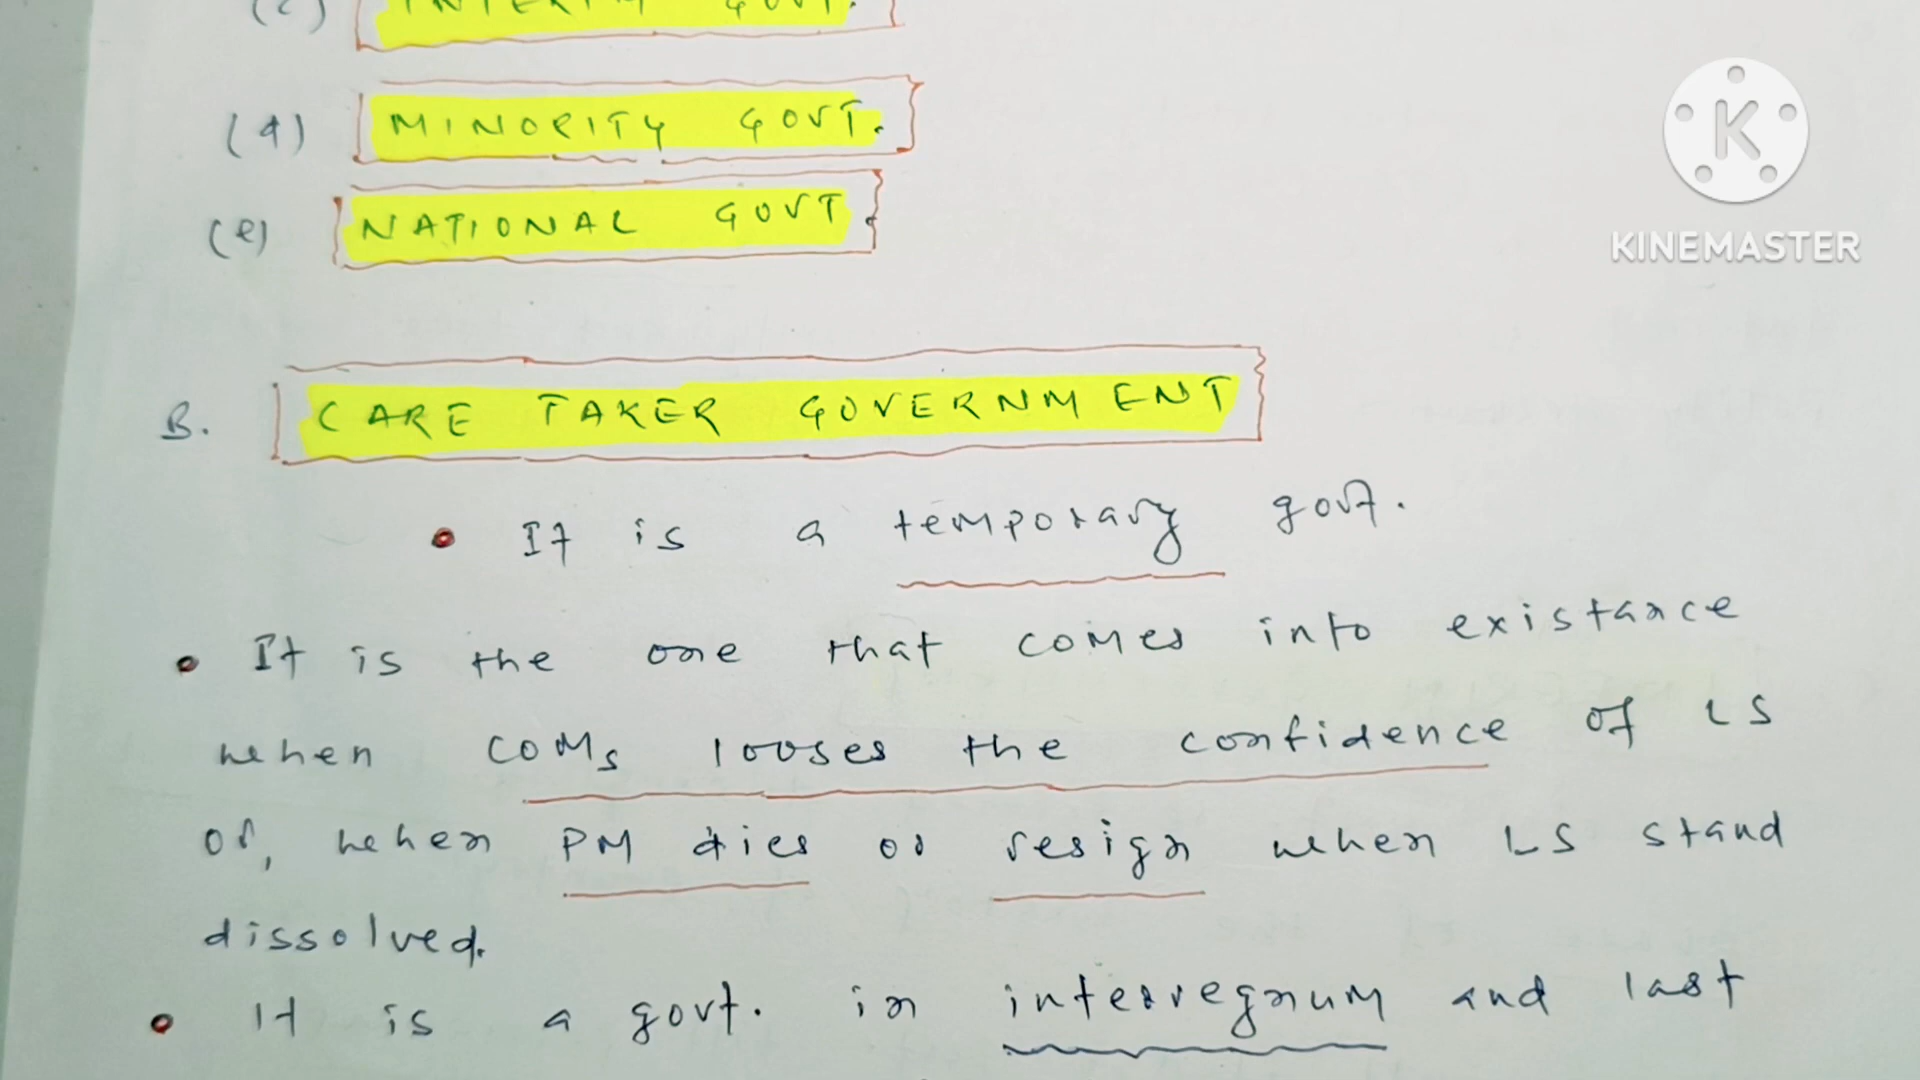 (c) INTERIM GOVT.
(d) MINORITY GOVT.
(e) NATIONAL GOVT.
B. CARE TAKER GOVERNMENT
• It is a temporary govt.
• It is the one that comes into existance
when COMs looses the confidence of LS
or, when PM dies or resign when LS stand
dissolved.
• It is a govt. in interregnum and last
K
KINEMASTER